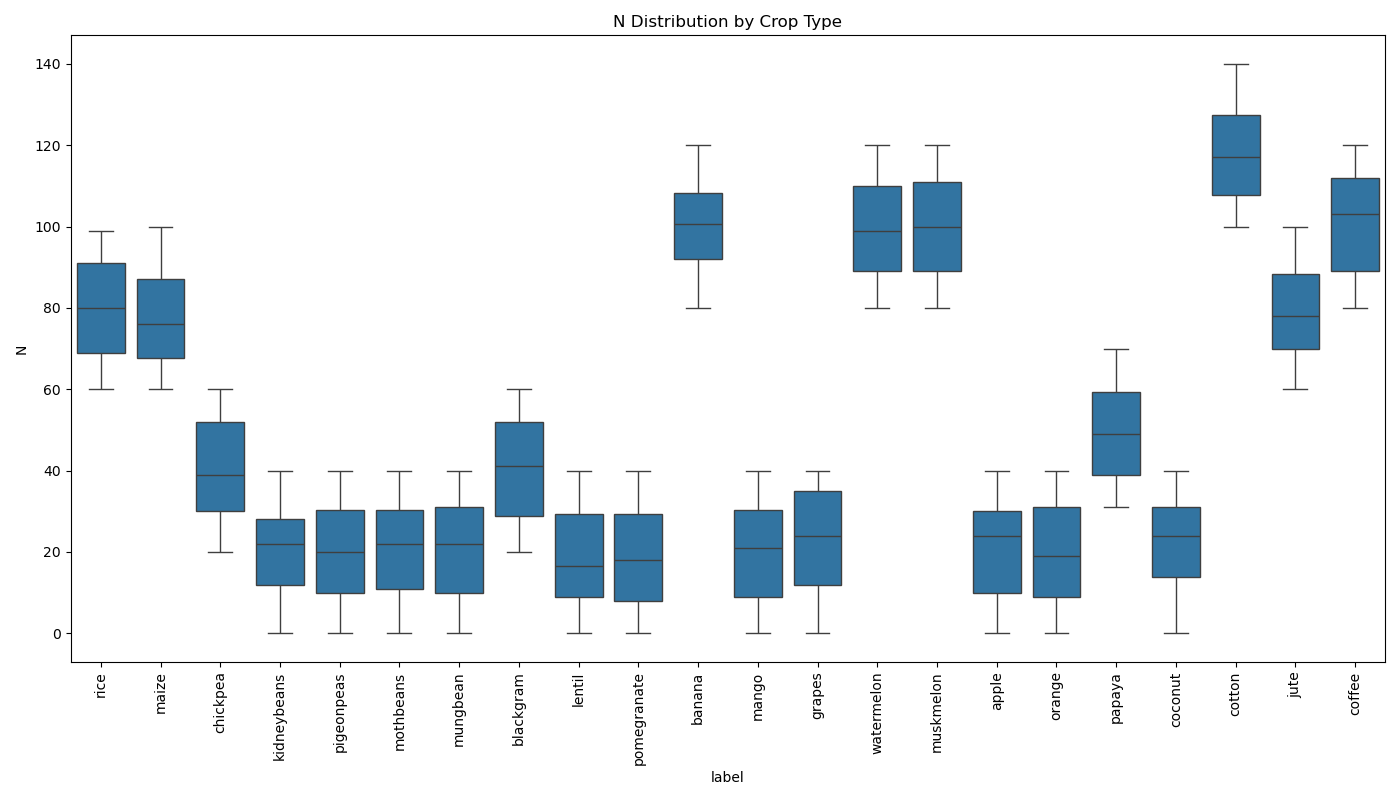 N Distribution by Crop Type
N
140
120
100
80
60
40
20
0
rice
maize
chickpea
kidneybeans
pigeonpeas
mothbeans
mungbean
blackgram
lentil
pomegranate
banana
mango
grapes
watermelon
muskmelon
apple
orange
papaya
coconut
cotton
jute
coffee
label